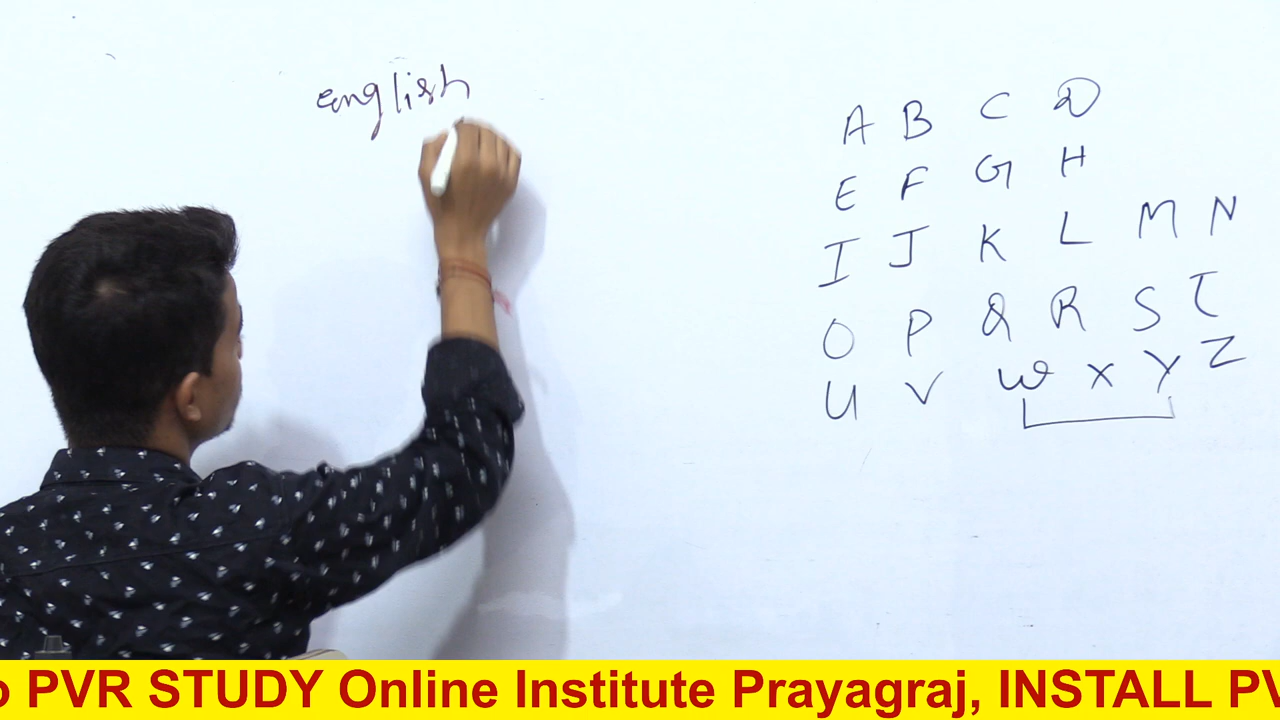 english
A B C D
E F G H
I J K L M N
O P Q R S T
U V W X Y Z
PVR STUDY Online Institute Prayagraj, INSTALL PV